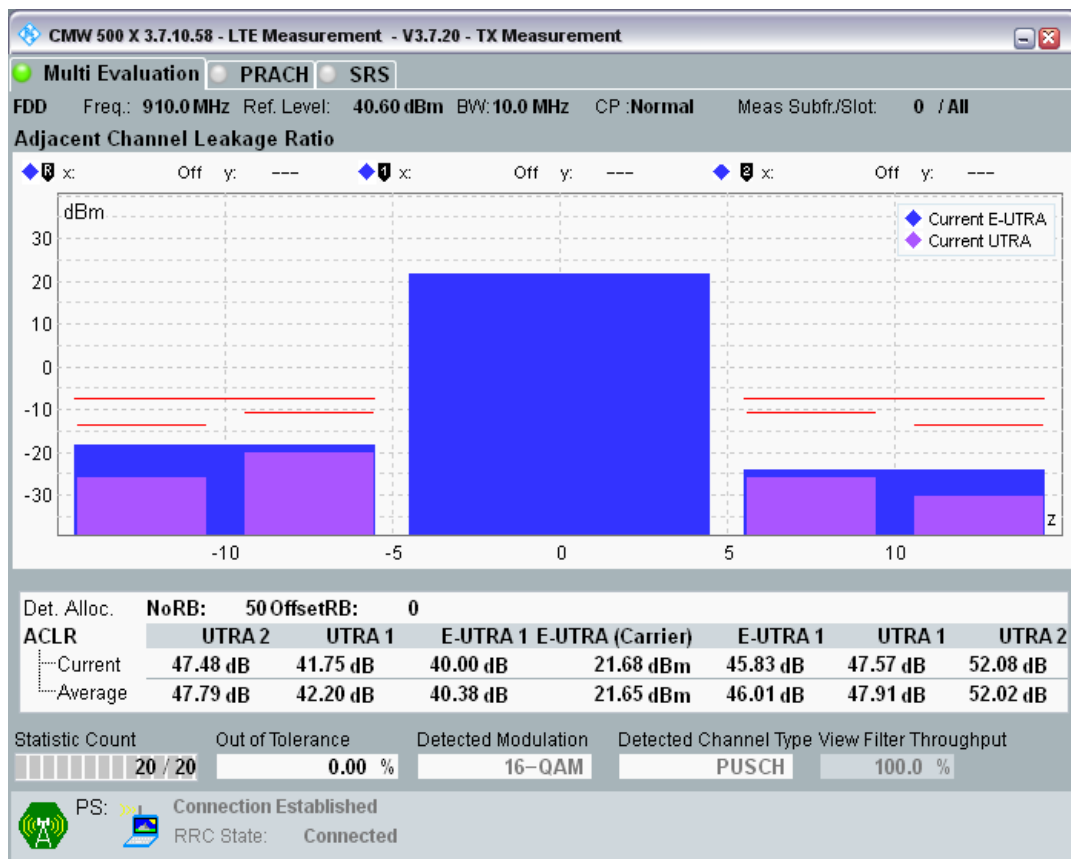 CMW 500 X 3.7.10.58 - LTE Measurement - V3.7.20 - TX Measurement
Multi Evaluation PRACH SRS
FDD Freq.: 910.0 MHz Ref. Level: 40.60 dBm BW: 10.0 MHz CP :Normal Meas Subfr./Slot: 0 / All
Adjacent Channel Leakage Ratio
R x: Off y: --- 1 x: Off y: --- 2 x: Off y: ---
dBm
Current E-UTRA
Current UTRA
30
20
10
0
-10
-20
-30
z
-10 -5 0 5 10
Det. Alloc. NoRB: 50 OffsetRB: 0
ACLR UTRA 2 UTRA 1 E-UTRA 1 E-UTRA (Carrier) E-UTRA 1 UTRA 1 UTRA 2
Current 47.48 dB 41.75 dB 40.00 dB 21.68 dBm 45.83 dB 47.57 dB 52.08 dB
Average 47.79 dB 42.20 dB 40.38 dB 21.65 dBm 46.01 dB 47.91 dB 52.02 dB
Statistic Count Out of Tolerance Detected Modulation Detected Channel Type View Filter Throughput
20 / 20 0.00 % 16-QAM PUSCH 100.0 %
PS: Connection Established
RRC State: Connected